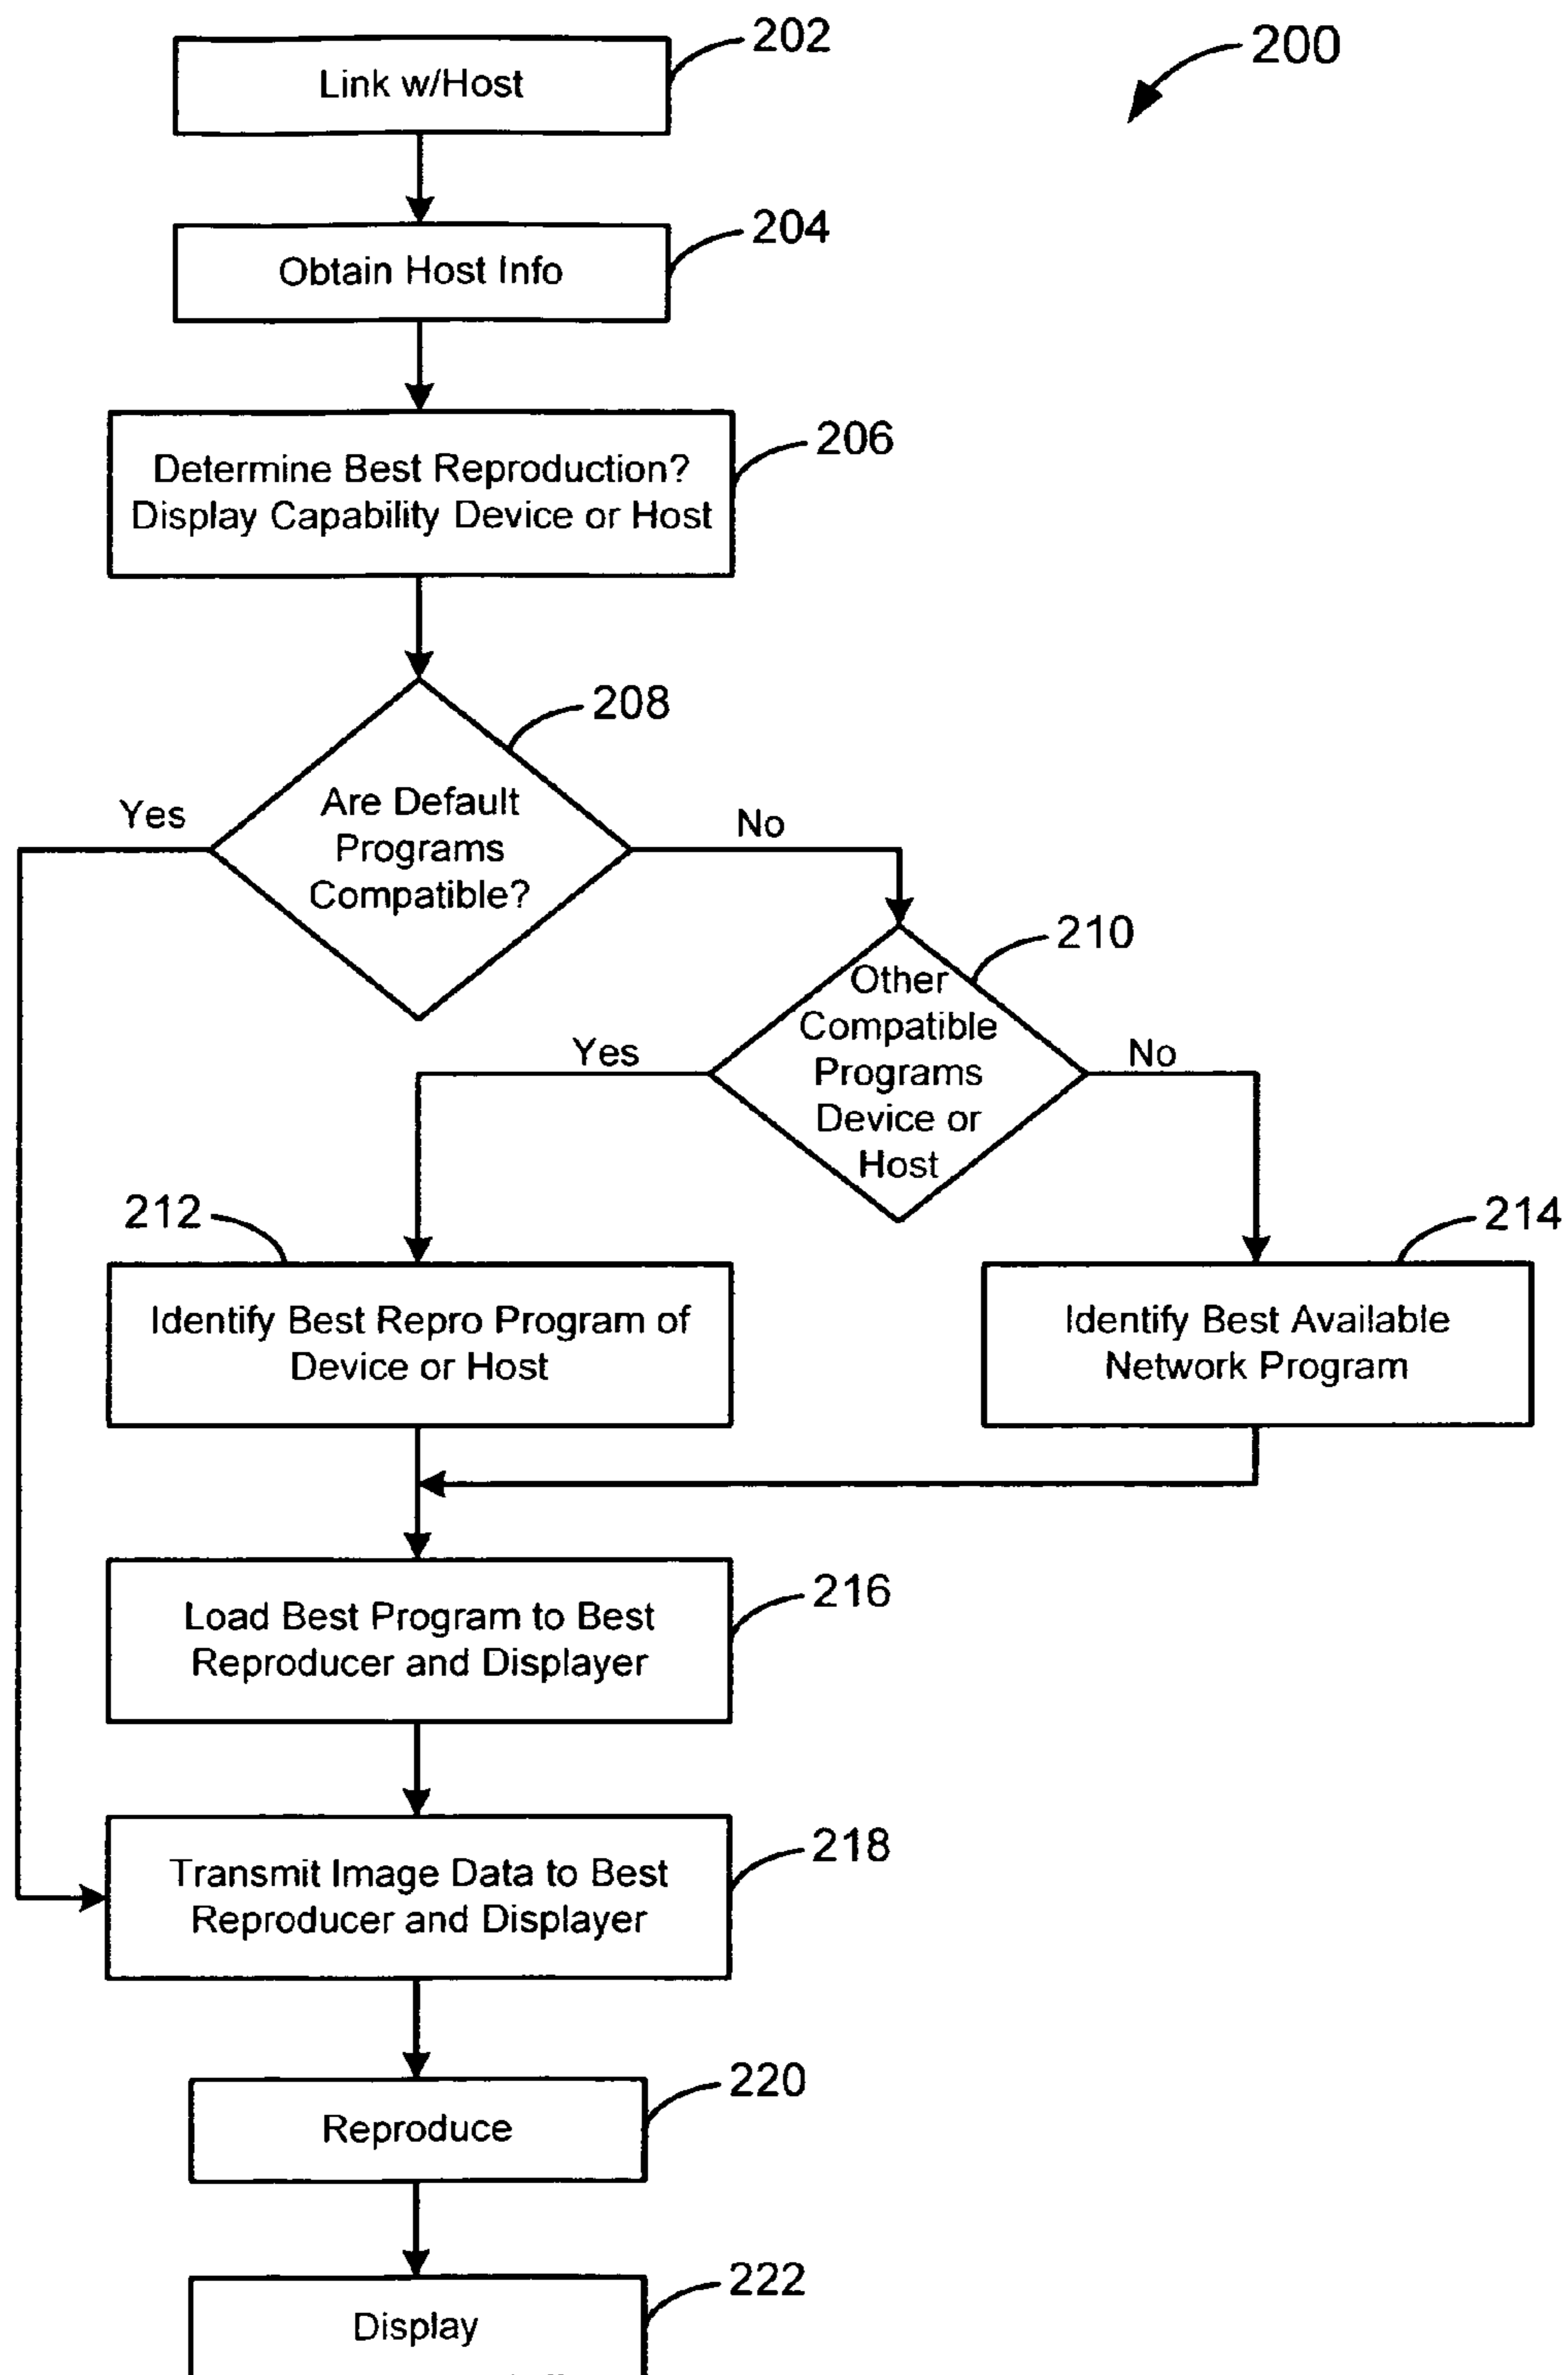 202
200
Link w/Host
204
Obtain Host Info
206
Determine Best Reproduction?
Display Capability Device or Host
208
Are Default
Programs
Compatible?
Yes
No
210
Other
Compatible
Programs
Device or
Host
Yes
No
212
214
Identify Best Repro Program of
Device or Host
Identify Best Available
Network Program
216
Load Best Program to Best
Reproducer and Displayer
218
Transmit Image Data to Best
Reproducer and Displayer
220
Reproduce
222
Display